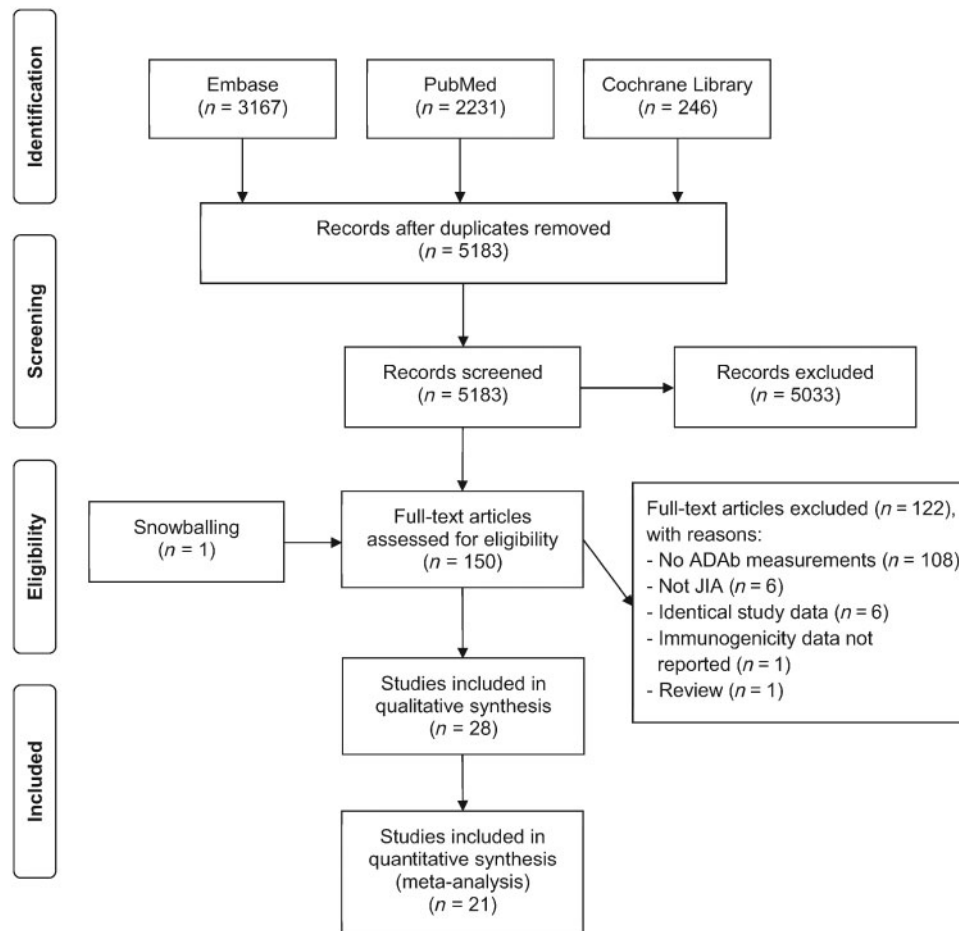 Identification
Embase
(n = 3167)
PubMed
(n = 2231)
Cochrane Library
(n = 246)
Records after duplicates removed
(n = 5183)
Screening
Records screened
(n = 5183)
Records excluded
(n = 5033)
Eligibility
Snowballing
(n = 1)
Full-text articles
assessed for eligibility
(n = 150)
Full-text articles excluded (n = 122),
with reasons:
- No ADAb measurements (n = 108)
- Not JIA (n = 6)
- Identical study data (n = 6)
- Immunogenicity data not
reported (n = 1)
- Review (n = 1)
Included
Studies included in
qualitative synthesis
(n = 28)
Studies included in
quantitative synthesis
(meta-analysis)
(n = 21)